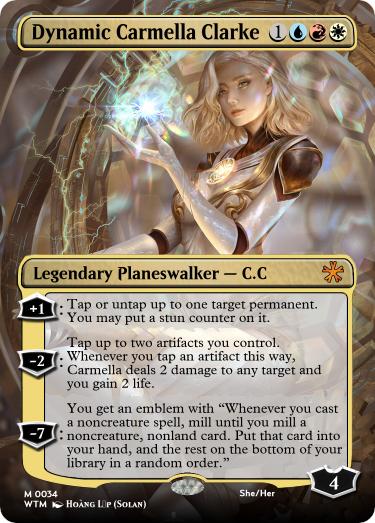 Dynamic Carmella Clarke 1
Legendary Planeswalker — C.C
+1: Tap or untap up to one target permanent.
You may put a stun counter on it.
Tap up to two artifacts you control.
-2: Whenever you tap an artifact this way,
Carmella deals 2 damage to any target and
you gain 2 life.
You get an emblem with “Whenever you cast
a noncreature spell, mill until you mill a
-7: noncreature, nonland card. Put that card into
your hand, and the rest on the bottom of your
library in a random order.”
4
M 0034
WTM Hoàng Lập (Solan)
She/Her